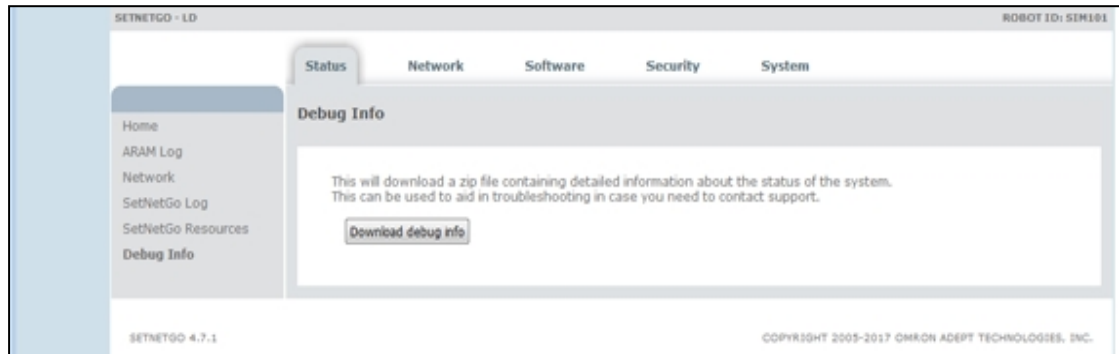 SETNETGO - LD
ROBOT ID: SIM101
Status Network Software Security System
Debug Info
Home
ARAM Log
Network
SetNetGo Log
SetNetGo Resources
Debug Info
This will download a zip file containing detailed information about the status of the system.
This can be used to aid in troubleshooting in case you need to contact support.
Download debug info
SETNETGO 4.7.1
COPYRIGHT 2005-2017 OMRON ADEPT TECHNOLOGIES, INC.